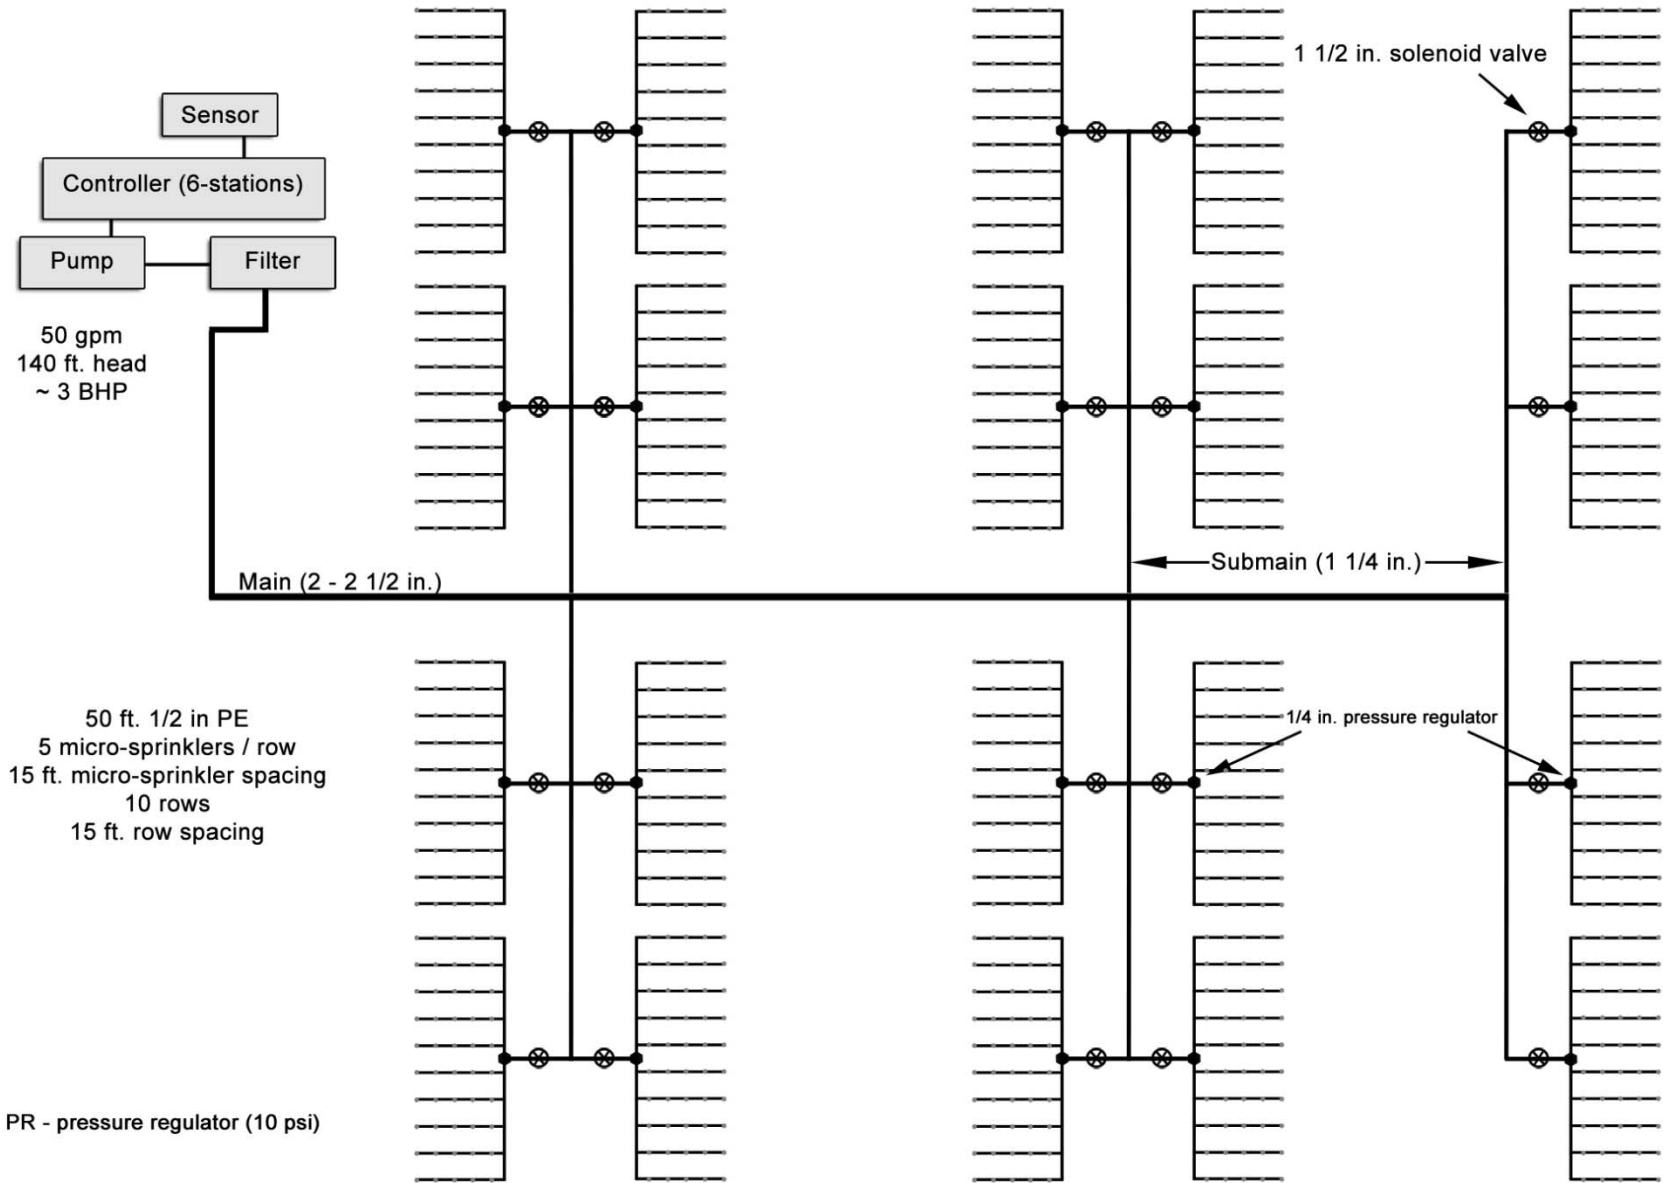 1 1/2 in. solenoid valve
Sensor
Controller (6-stations)
Pump
Filter
50 gpm
140 ft. head
~ 3 BHP
Submain (1 1/4 in.)
Main (2 - 2 1/2 in.)
50 ft. 1/2 in PE
5 micro-sprinklers / row
15 ft. micro-sprinkler spacing
10 rows
15 ft. row spacing
1/4 in. pressure regulator
PR - pressure regulator (10 psi)